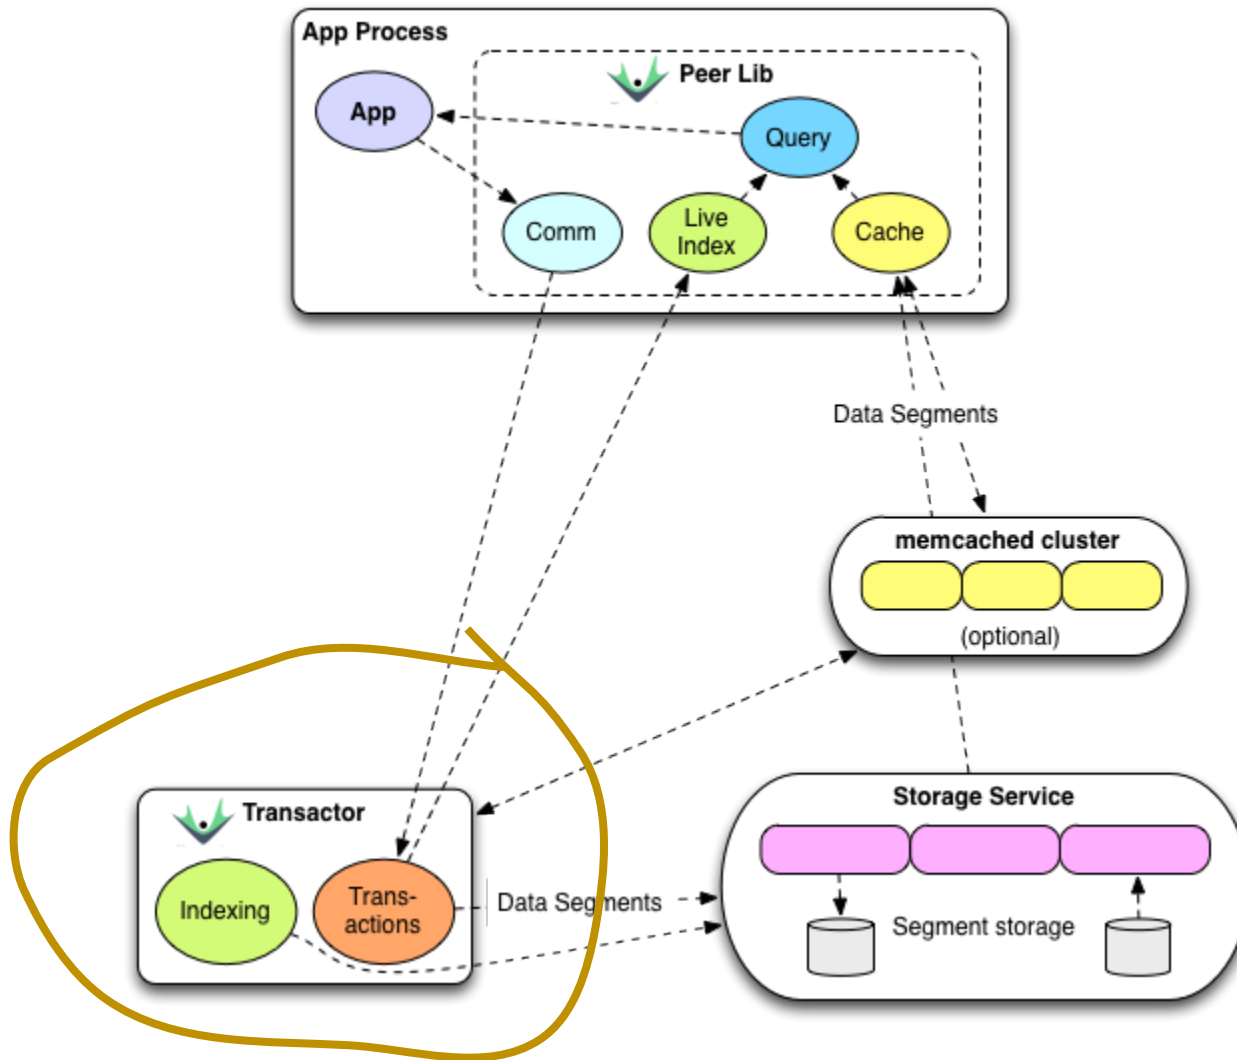 App Process
Peer Lib
App
Query
Comm
Live
Index
Cache
Data Segments
memcached cluster
(optional)
Transactor
Indexing
Trans-
actions
Data Segments
Storage Service
Segment storage